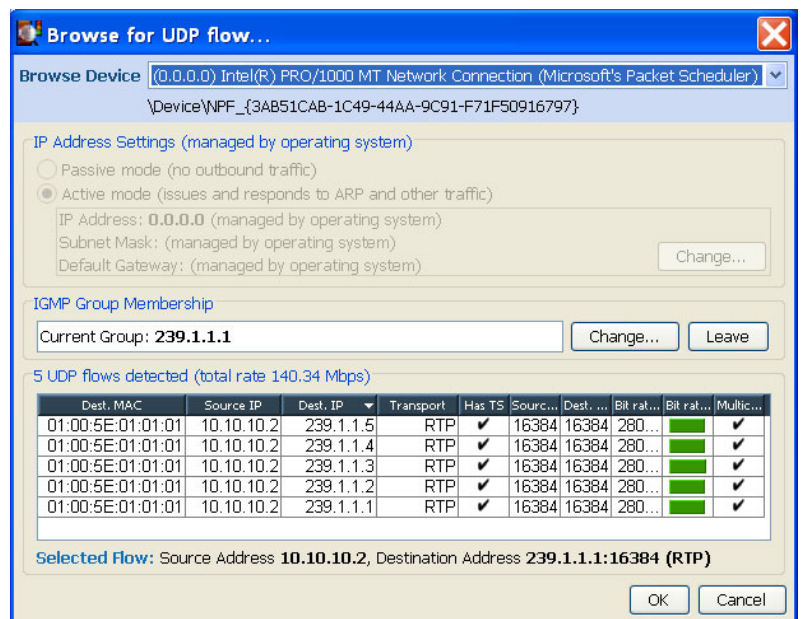 Browse for UDP flow...
Browse Device (0.0.0.0) Intel(R) PRO/1000 MT Network Connection (Microsoft's Packet Scheduler)
\Device\NPF_{3AB51CAB-1C49-44AA-9C91-F71F50916797}
IP Address Settings (managed by operating system)
Passive mode (no outbound traffic)
Active mode (issues and responds to ARP and other traffic)
IP Address: 0.0.0.0 (managed by operating system)
Subnet Mask: (managed by operating system)
Default Gateway: (managed by operating system)
Change...
IGMP Group Membership
Current Group: 239.1.1.1 Change... Leave
5 UDP flows detected (total rate 140.34 Mbps)
Dest. MAC Source IP Dest. IP Transport Has TS Sourc... Dest. ... Bit rat... Bit rat... Multic...
01:00:5E:01:01:01 10.10.10.2 239.1.1.5 RTP ✔ 16384 16384 280... ✔
01:00:5E:01:01:01 10.10.10.2 239.1.1.4 RTP ✔ 16384 16384 280... ✔
01:00:5E:01:01:01 10.10.10.2 239.1.1.3 RTP ✔ 16384 16384 280... ✔
01:00:5E:01:01:01 10.10.10.2 239.1.1.2 RTP ✔ 16384 16384 280... ✔
01:00:5E:01:01:01 10.10.10.2 239.1.1.1 RTP ✔ 16384 16384 280... ✔
Selected Flow: Source Address 10.10.10.2, Destination Address 239.1.1.1:16384 (RTP)
OK Cancel